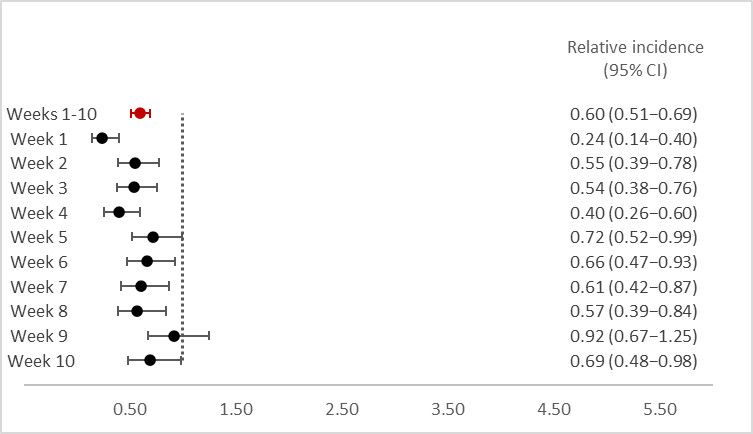 Relative incidence
(95% CI)
Weeks 1-10 0.60 (0.51–0.69)
Week 1 0.24 (0.14–0.40)
Week 2 0.55 (0.39–0.78)
Week 3 0.54 (0.38–0.76)
Week 4 0.40 (0.26–0.60)
Week 5 0.72 (0.52–0.99)
Week 6 0.66 (0.47–0.93)
Week 7 0.61 (0.42–0.87)
Week 8 0.57 (0.39–0.84)
Week 9 0.92 (0.67–1.25)
Week 10 0.69 (0.48–0.98)
0.50 1.50 2.50 3.50 4.50 5.50